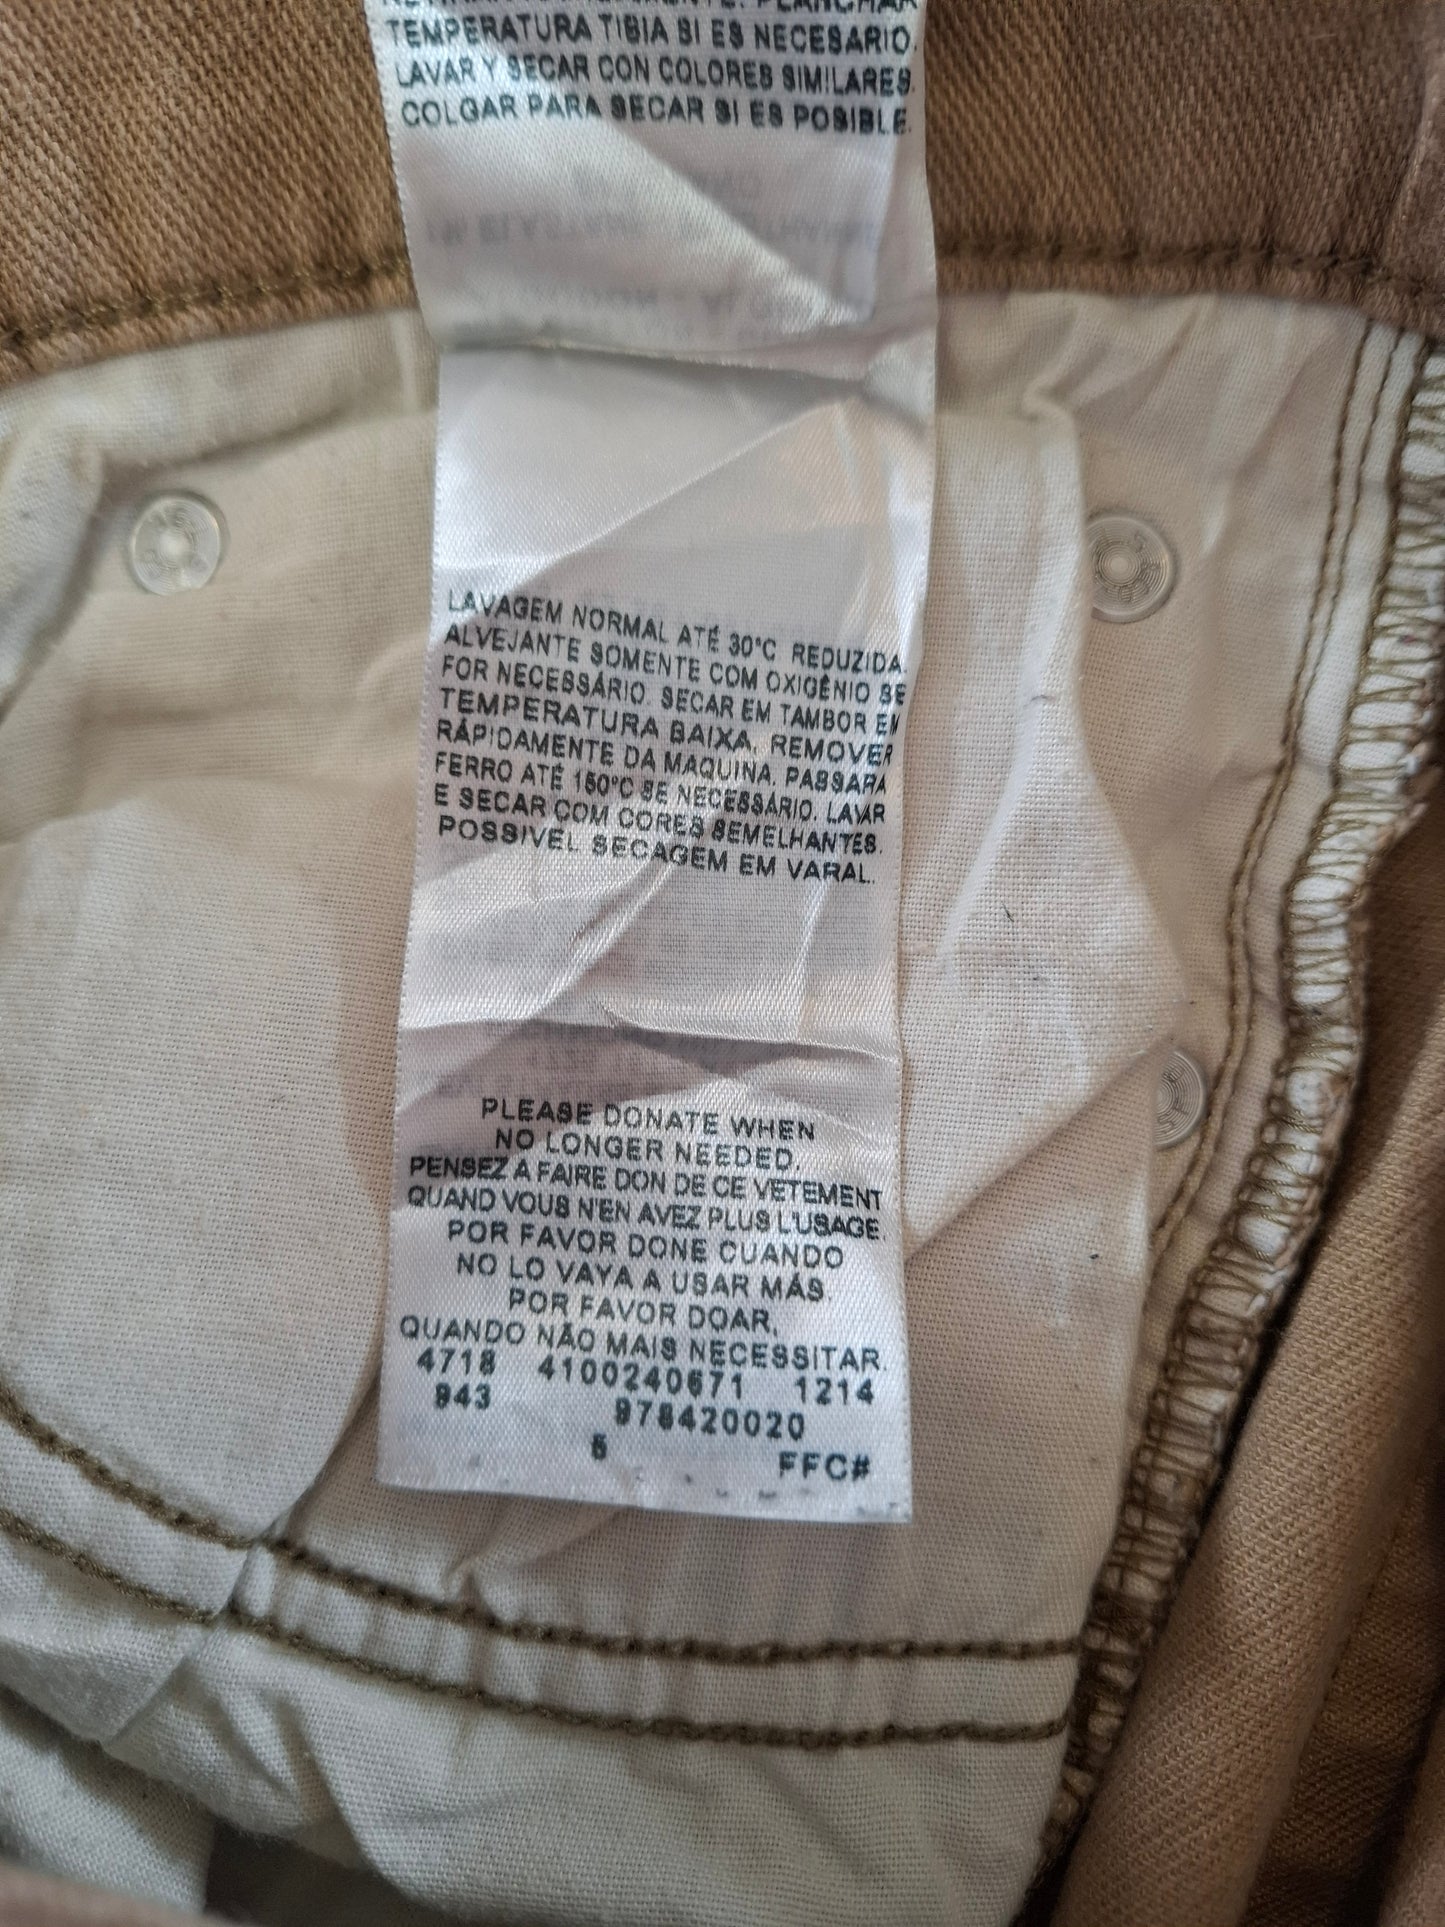 TEMPERATURA TIBIA SI ES NECESARIO.
LAVAR Y SECAR CON COLORES SIMILARES.
COLGAR PARA SECAR SI ES POSIBLE.
LAVAGEM NORMAL ATÉ 30°C REDUZIDA.
ALVEJANTE SOMENTE COM OXIGÊNIO SE
FOR NECESSÁRIO. SECAR EM TAMBOR EM
TEMPERATURA BAIXA. REMOVER
RÁPIDAMENTE DA MAQUINA. PASSARA
FERRO ATÉ 150°C SE NECESSÁRIO. LAVAR
E SECAR COM CORES SEMELHANTES.
POSSIVEL SECAGEM EM VARAL.
PLEASE DONATE WHEN
NO LONGER NEEDED.
PENSEZ A FAIRE DON DE CE VETEMENT
QUAND VOUS N'EN AVEZ PLUS L'USAGE.
POR FAVOR DONE CUANDO
NO LO VAYA A USAR MÁS.
POR FAVOR DOAR,
QUANDO NÃO MAIS NECESSITAR.
4718 4100240671 1214
943 978420020
5 FFC#